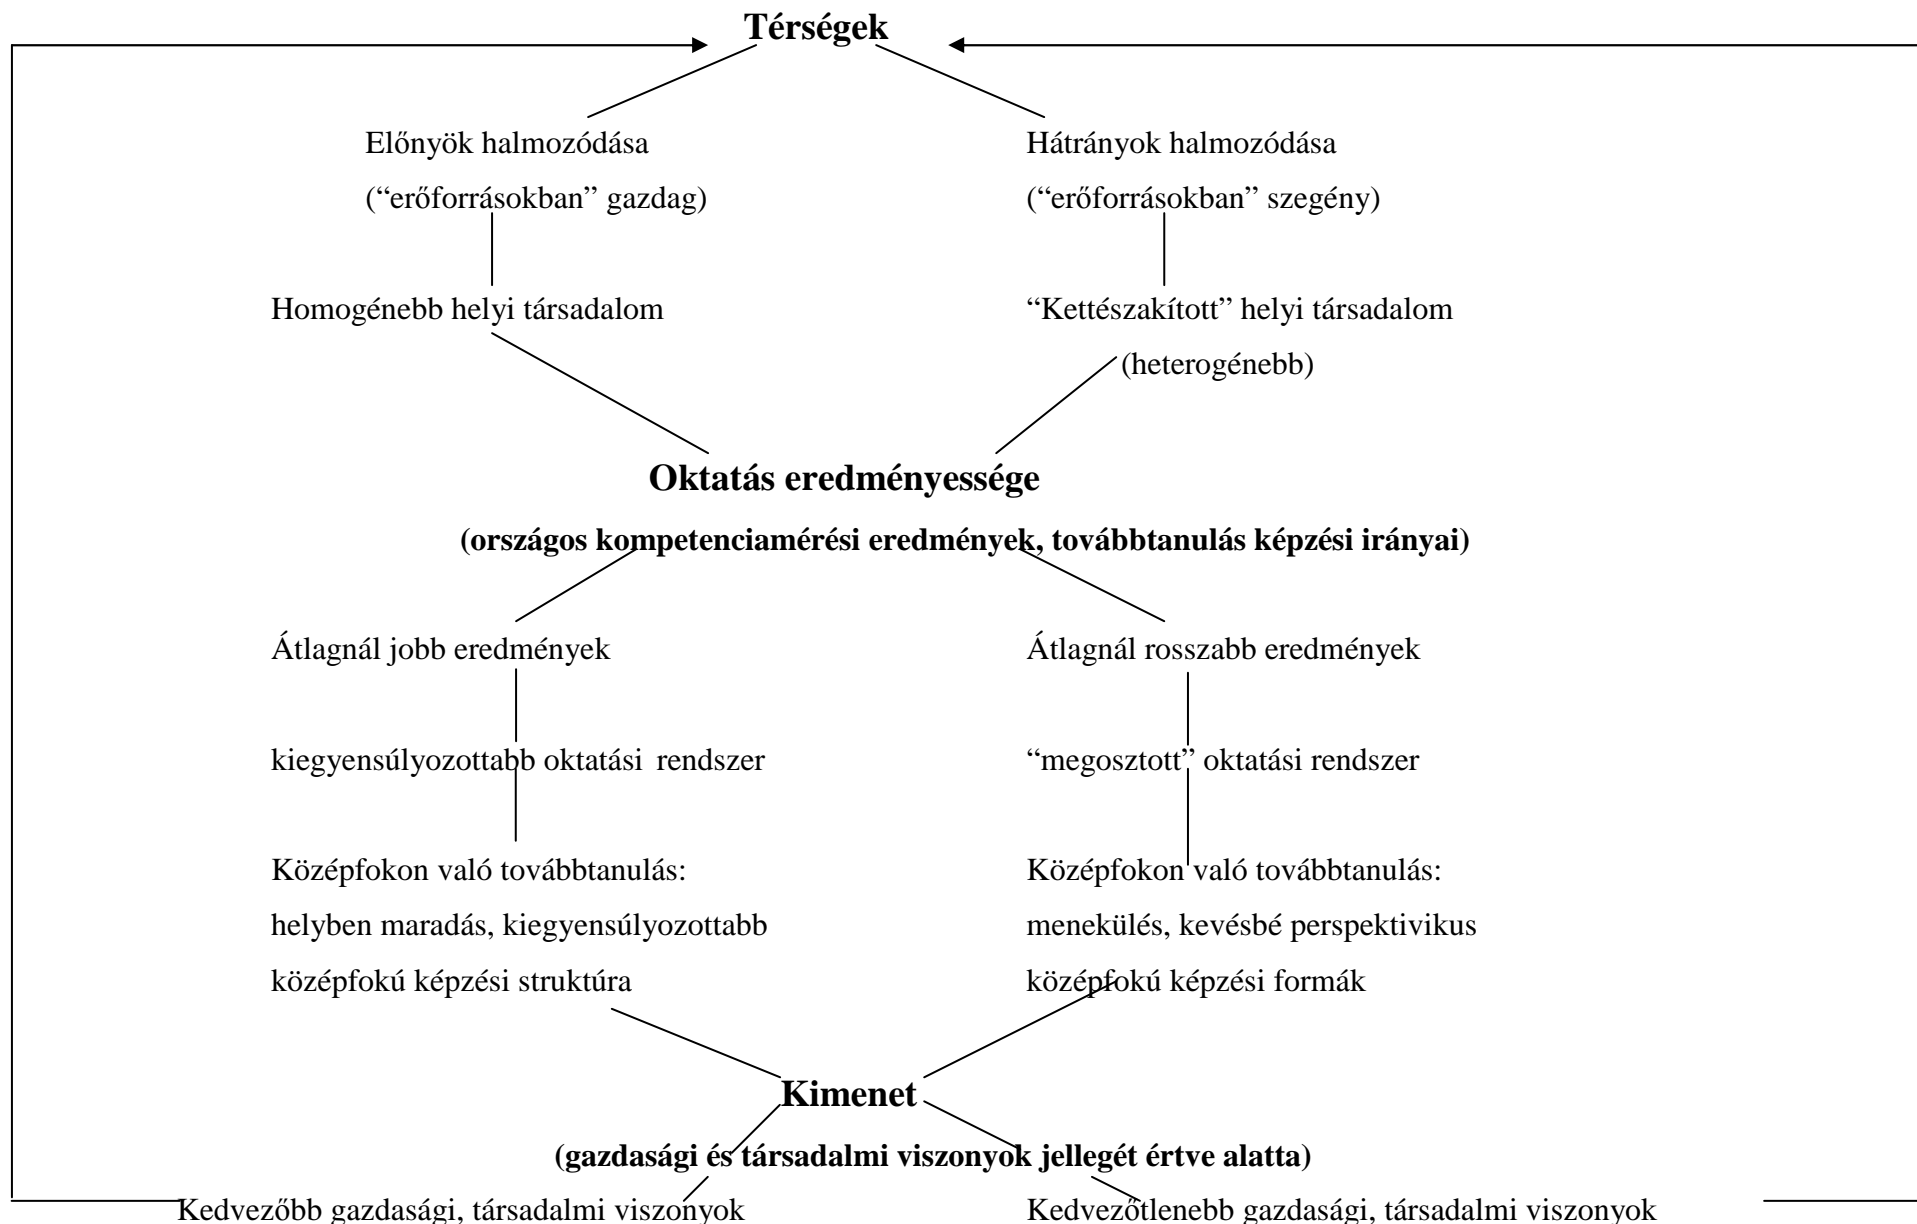 Térségek
Előnyök halmozódása
(“erőforrásokban” gazdag)
Hátrányok halmozódása
(“erőforrásokban” szegény)
Homogénebb helyi társadalom
“Kettészakított” helyi társadalom
(heterogénebb)
Oktatás eredményessége
(országos kompetenciamérési eredmények, továbbtanulás képzési irányai)
Átlagnál jobb eredmények
Átlagnál rosszabb eredmények
kiegyensúlyozottabb oktatási rendszer
“megosztott” oktatási rendszer
Középfokon való továbbtanulás:
helyben maradás, kiegyensúlyozottabb
középfokú képzési struktúra
Középfokon való továbbtanulás:
menekülés, kevésbé perspektivikus
középfokú képzési formák
Kimenet
(gazdasági és társadalmi viszonyok jellegét értve alatta)
Kedvezőbb gazdasági, társadalmi viszonyok
Kedvezőtlenebb gazdasági, társadalmi viszonyok